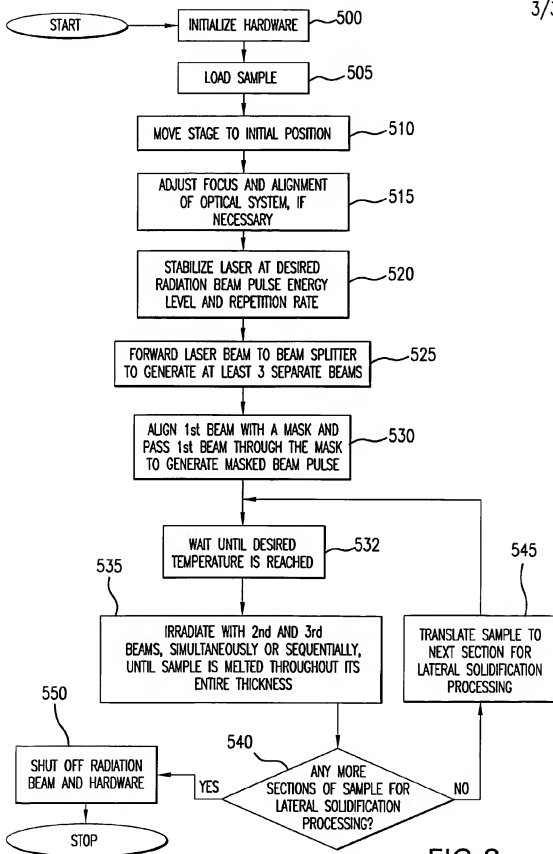 3/3
START
INITIALIZE HARDWARE
500
LOAD SAMPLE
505
MOVE STAGE TO INITIAL POSITION
510
ADJUST FOCUS AND ALIGNMENT
OF OPTICAL SYSTEM, IF
NECESSARY
515
STABILIZE LASER AT DESIRED
RADIATION BEAM PULSE ENERGY
LEVEL AND REPETITION RATE
520
FORWARD LASER BEAM TO BEAM SPLITTER
TO GENERATE AT LEAST 3 SEPARATE BEAMS
525
ALIGN 1st BEAM WITH A MASK AND
PASS 1st BEAM THROUGH THE MASK
TO GENERATE MASKED BEAM PULSE
530
WAIT UNTIL DESIRED
TEMPERATURE IS REACHED
532
535
IRRADIATE WITH 2nd AND 3rd
BEAMS, SIMULTANEOUSLY OR SEQUENTIALLY,
UNTIL SAMPLE IS MELTED THROUGHOUT ITS
ENTIRE THICKNESS
545
TRANSLATE SAMPLE TO
NEXT SECTION FOR
LATERAL SOLIDIFICATION
PROCESSING
540
ANY MORE
SECTIONS OF SAMPLE FOR
LATERAL SOLIDIFICATION
PROCESSING?
YES
NO
550
SHUT OFF RADIATION
BEAM AND HARDWARE
STOP